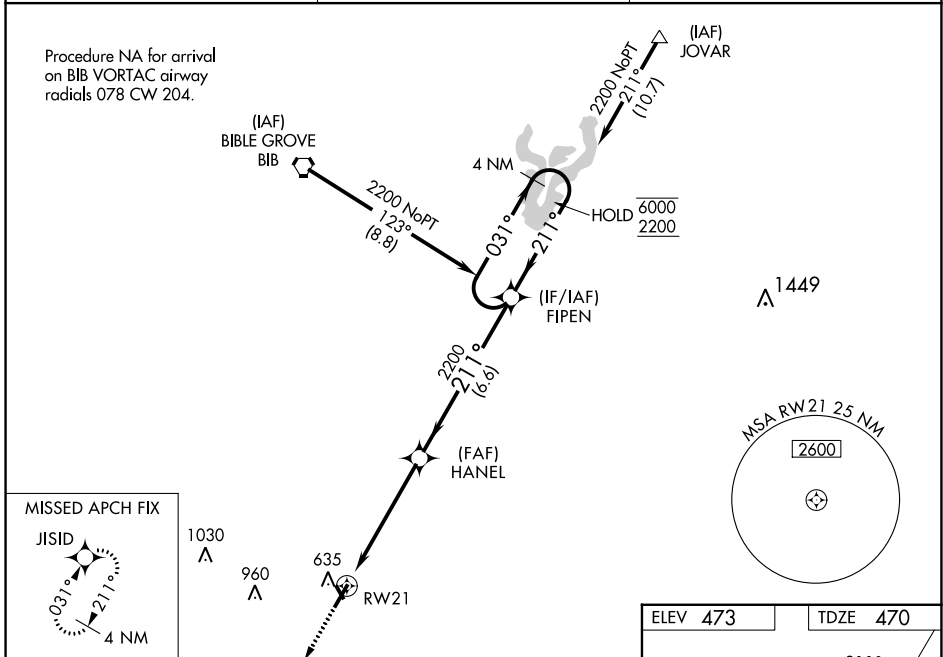 Procedure NA for arrival
on BIB VORTAC airway
radials 078 CW 204.
(IAF)
JOVAR
2200 NoPT
211°
(10.7)
(IAF)
BIBLE GROVE
BIB
2200 NoPT
123°
(8.8)
4 NM
HOLD 6000
2200
031°
211°
(IF/IAF)
FIPEN
1449
2200
211°
(6.6)
(FAF)
HANEL
MSA RW21 25 NM
2600
MISSED APCH FIX
JISID
031°
211°
4 NM
1030
960
635
RW21
ELEV 473
TDZE 470